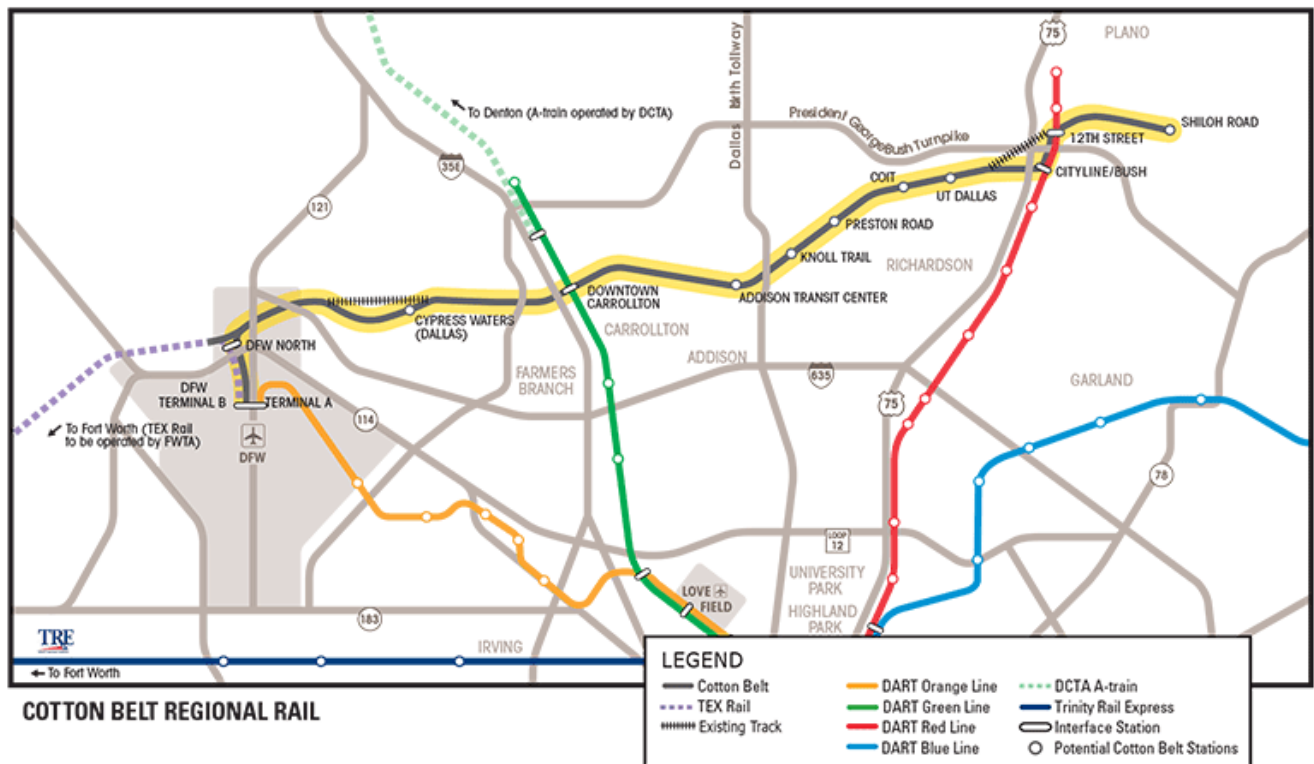 75
PLANO
Dallas North Tollway
To Denton (A-train operated by DCTA)
President George Bush Turnpike
SHILOH ROAD
12TH STREET
35E
COIT
CITYLINE/BUSH
UT DALLAS
121
PRESTON ROAD
KNOLL TRAIL
RICHARDSON
DOWNTOWN
CARROLLTON
ADDISON TRANSIT CENTER
CYPRESS WATERS
(DALLAS)
CARROLLTON
DFW NORTH
ADDISON
FARMERS
BRANCH
635
GARLAND
DFW
TERMINAL B
TERMINAL A
75
114
To Fort Worth (TEX Rail
to be operated by FWTA)
DFW
78
LOOP
12
UNIVERSITY
PARK
LOVE
FIELD
HIGHLAND
PARK
183
TRE
IRVING
To Fort Worth
LEGEND
Cotton Belt
TEX Rail
Existing Track
DART Orange Line
DART Green Line
DART Red Line
DART Blue Line
DCTA A-train
Trinity Rail Express
Interface Station
Potential Cotton Belt Stations
COTTON BELT REGIONAL RAIL